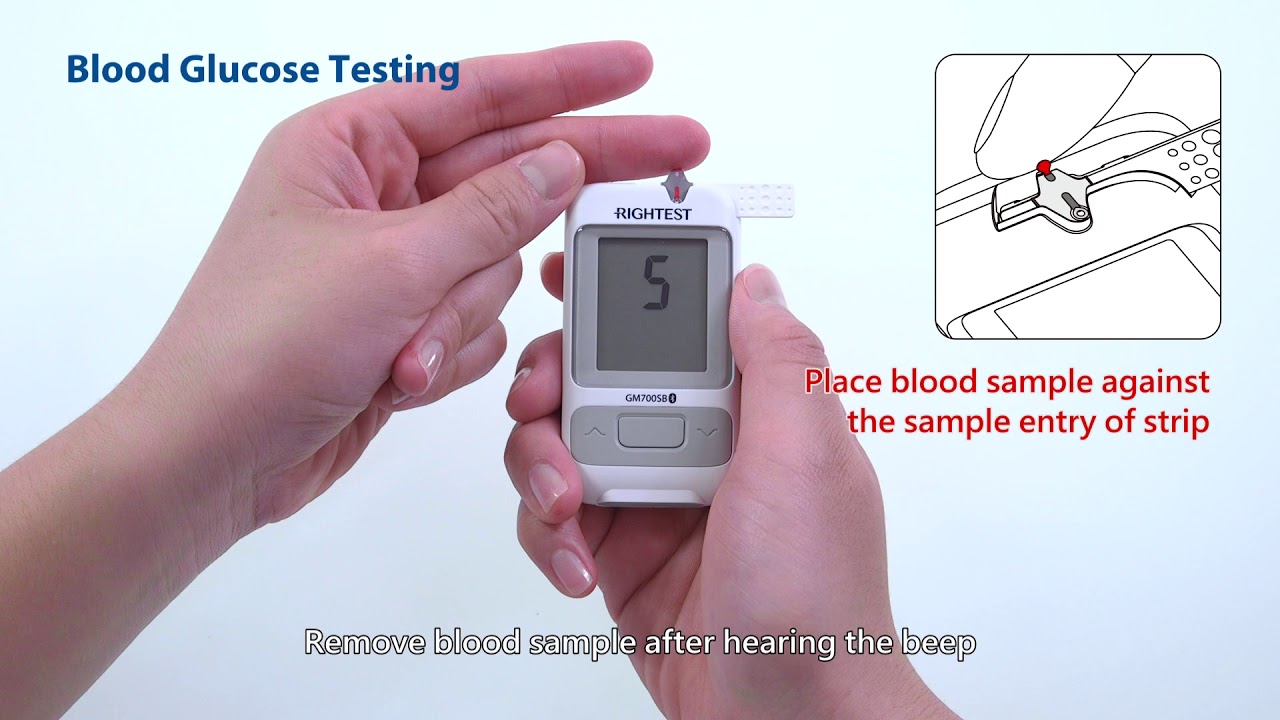 Blood Glucose Testing
RIGHTEST
5
GM700SB
Place blood sample against
the sample entry of strip
Remove blood sample after hearing the beep